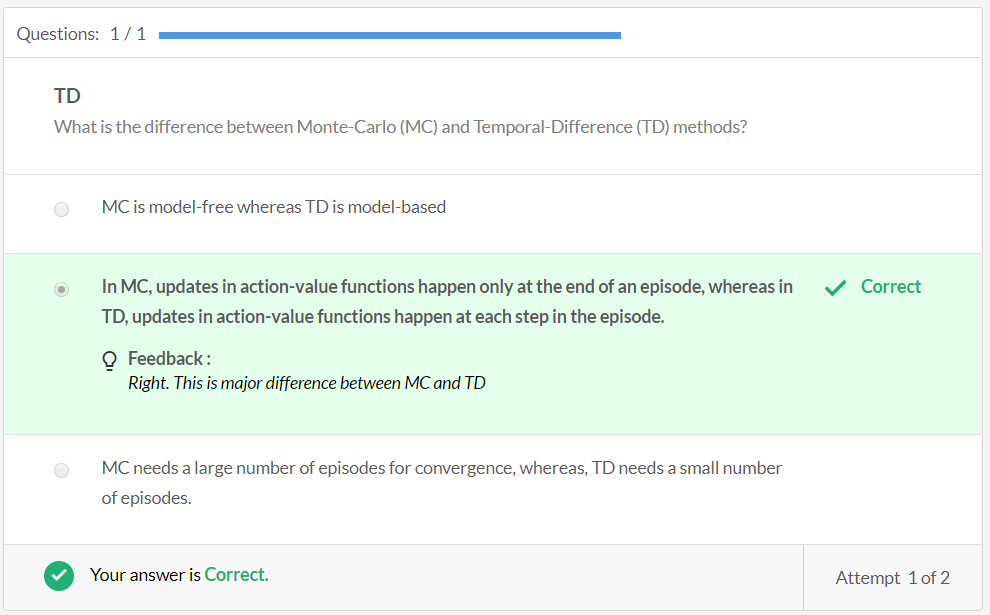 Questions: 1 / 1
TD
What is the difference between Monte-Carlo (MC) and Temporal-Difference (TD) methods?
MC is model-free whereas TD is model-based
In MC, updates in action-value functions happen only at the end of an episode, whereas in
TD, updates in action-value functions happen at each step in the episode.
Correct
Feedback :
Right. This is major difference between MC and TD
MC needs a large number of episodes for convergence, whereas, TD needs a small number
of episodes.
Your answer is Correct.
Attempt 1 of 2